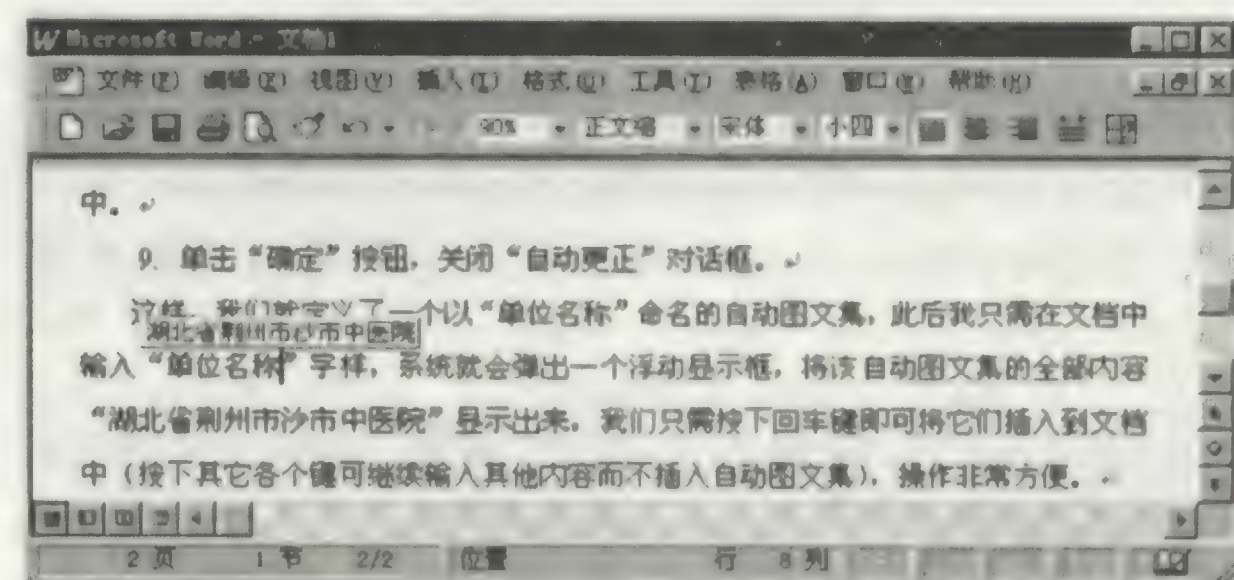 Microsoft Word - 文档1
文件(F) 编辑(E) 视图(V) 插入(I) 格式(O) 工具(T) 表格(A) 窗口(W) 帮助(H)
90% 正文缩 宋体 小四
中。
9. 单击“确定”按钮，关闭“自动更正”对话框。
这样，我们就定义了一个以“单位名称”命名的自动图文集，此后我只需在文档中
湖北省荆州市沙市中医院
输入“单位名称”字样，系统就会弹出一个浮动显示框，将该自动图文集的全部内容
“湖北省荆州市沙市中医院”显示出来。我们只需按下回车键即可将它们插入到文档
中（按下其它各个键可继续输入其他内容而不插入自动图文集），操作非常方便。
2 页 1 节 2/2 位置 行 8 列